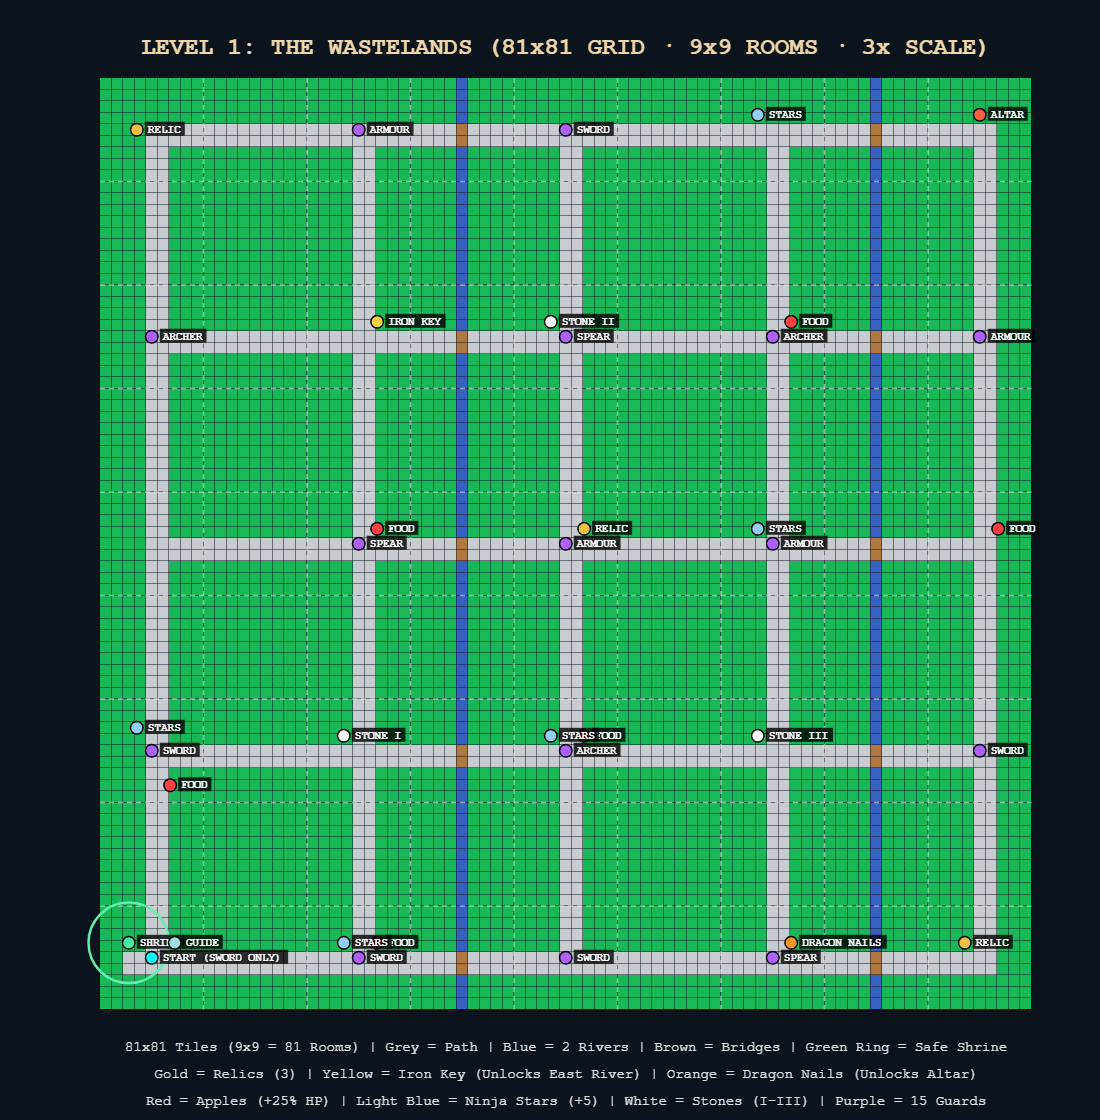 LEVEL 1: THE WASTELANDS (81x81 GRID · 9x9 ROOMS · 3x SCALE)
STARS
ALTAR
RELIC
ARMOUR
SWORD
IRON KEY
STONE II
FOOD
ARCHER
SPEAR
ARCHER
ARMOUR
FOOD
RELIC
STARS
FOOD
SPEAR
ARMOUR
ARMOUR
STARS
STONE I
STARS
STONE III
SWORD
ARCHER
SWORD
FOOD
GUIDE
STARS
DRAGON NAILS
RELIC
START (SWORD ONLY)
SWORD
SWORD
SPEAR
81x81 Tiles (9x9 = 81 Rooms) | Grey = Path | Blue = 2 Rivers | Brown = Bridges | Green Ring = Safe Shrine
Gold = Relics (3) | Yellow = Iron Key (Unlocks East River) | Orange = Dragon Nails (Unlocks Altar)
Red = Apples (+25% HP) | Light Blue = Ninja Stars (+5) | White = Stones (I-III) | Purple = 15 Guards